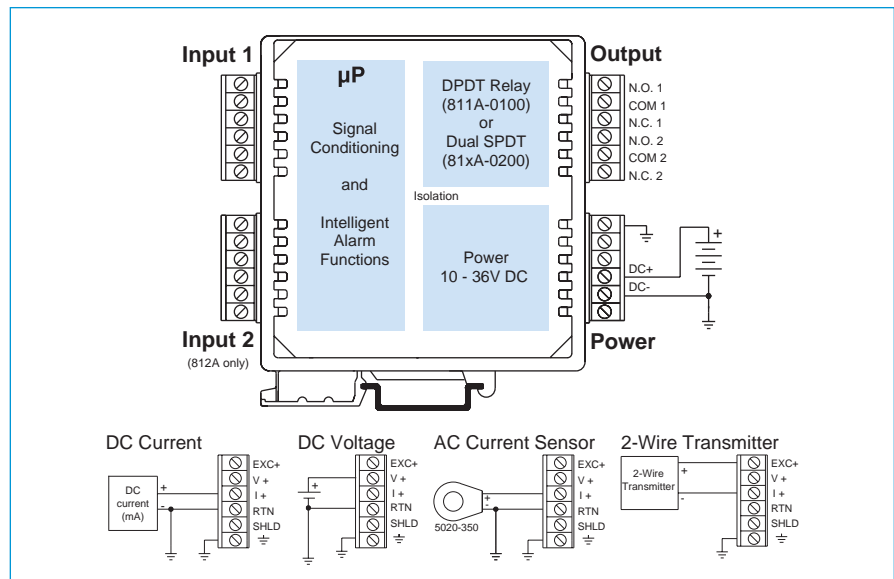 Input 1
Output
µP
Signal
Conditioning
and
Intelligent
Alarm
Functions
DPDT Relay
(811A-0100)
or
Dual SPDT
(81xA-0200)
N.O. 1
COM 1
N.C. 1
N.O. 2
COM 2
N.C. 2
Isolation
Power
10 - 36V DC
+
DC+
DC-
Input 2
(812A only)
Power
DC Current
DC
current
(mA)
+
-
EXC+
V +
I +
RTN
SHLD
DC Voltage
+
EXC+
V +
I +
RTN
SHLD
AC Current Sensor
5020-350
+
-
EXC+
V +
I +
RTN
SHLD
2-Wire Transmitter
2-Wire
Transmitter
+
-
EXC+
V +
I +
RTN
SHLD